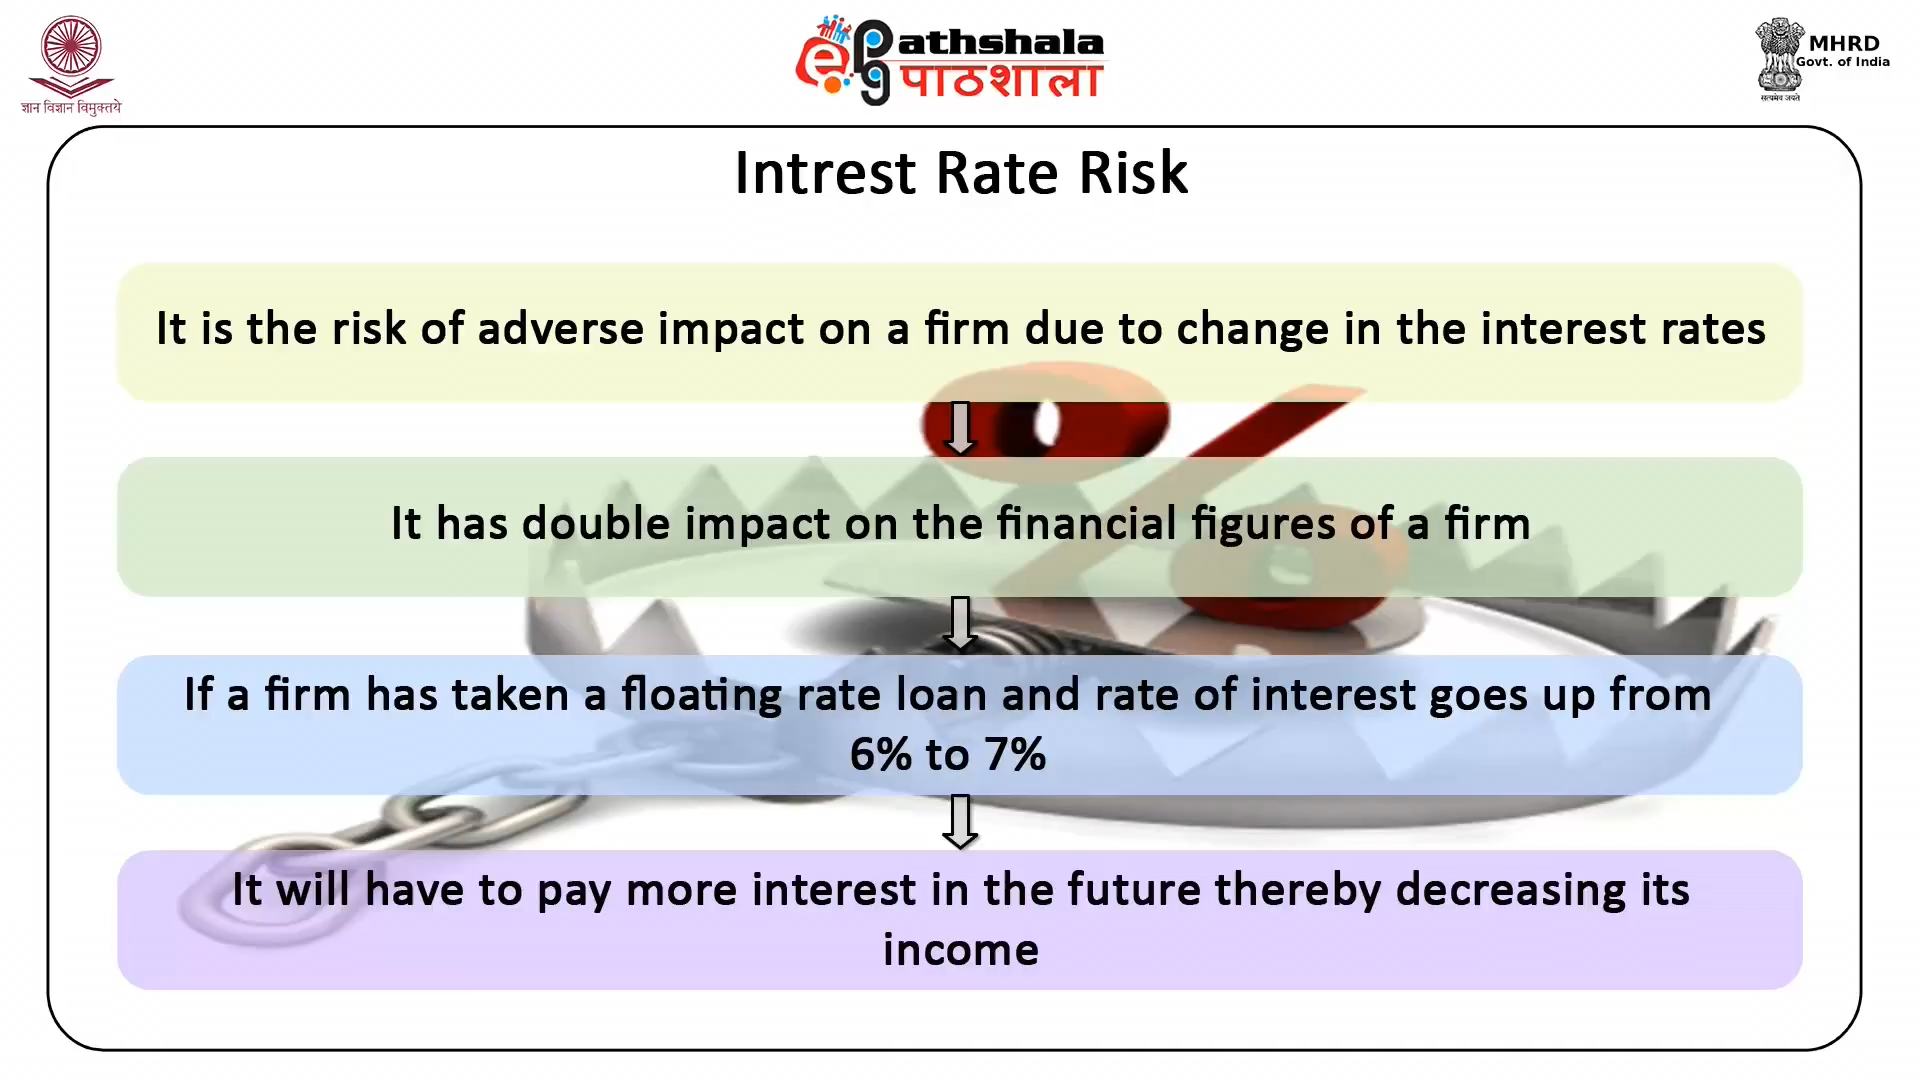 ज्ञान विज्ञान विमुक्तये
ePG Pathshala
पाठशाला
MHRD
Govt. of India
सत्यमेव जयते
Intrest Rate Risk
It is the risk of adverse impact on a firm due to change in the interest rates
It has double impact on the financial figures of a firm
If a firm has taken a floating rate loan and rate of interest goes up from
6% to 7%
It will have to pay more interest in the future thereby decreasing its
income